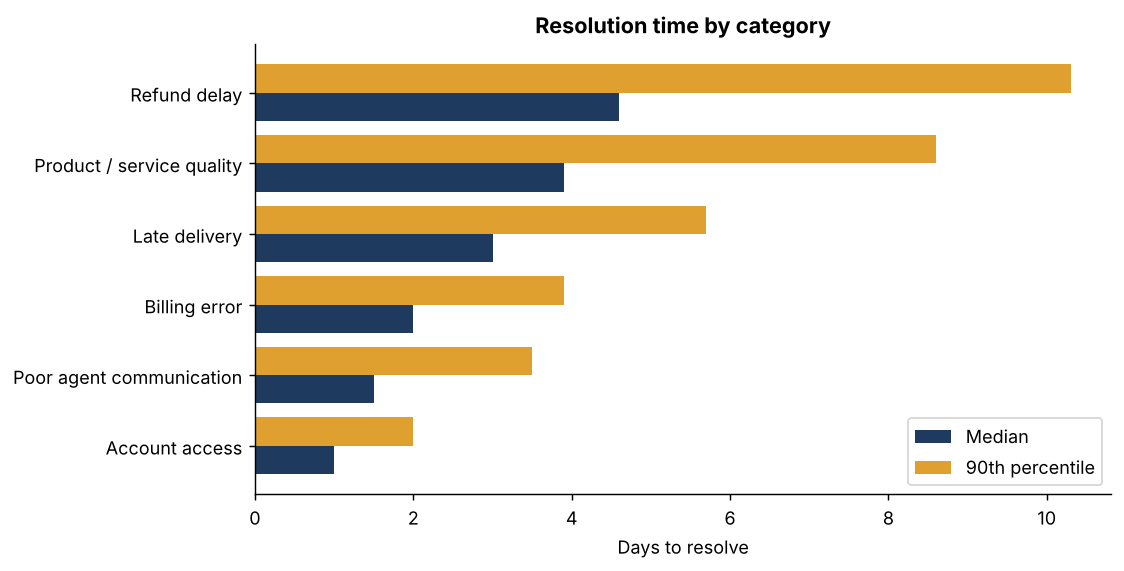 Resolution time by category
Refund delay
Product / service quality
Late delivery
Billing error
Poor agent communication
Account access
Median
90th percentile
0 2 4 6 8 10
Days to resolve